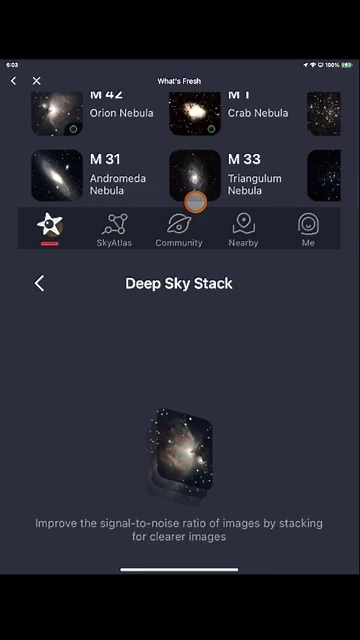 6:03
100%
What's Fresh
M 42
M 1
Orion Nebula
Crab Nebula
M 31
M 33
Andromeda
Nebula
Triangulum
Nebula
SkyAtlas
Community
Nearby
Me
Deep Sky Stack
Improve the signal-to-noise ratio of images by stacking
for clearer images